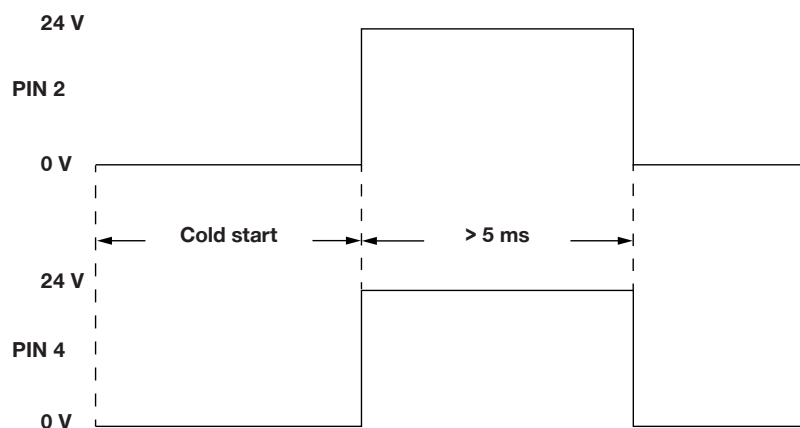 24 V
PIN 2
0 V
Cold start
> 5 ms
24 V
PIN 4
0 V